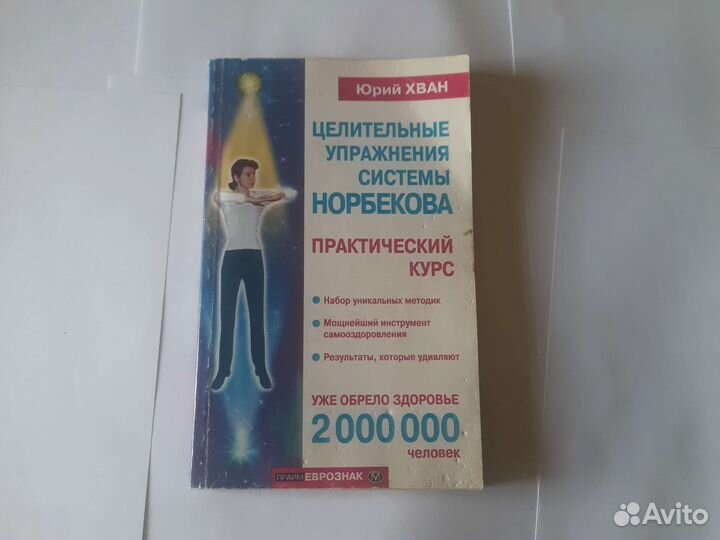 Юрий ХВАН
ЦЕЛИТЕЛЬНЫЕ
УПРАЖНЕНИЯ
СИСТЕМЫ
НОРБЕКОВА
ПРАКТИЧЕСКИЙ
КУРС
Набор уникальных методик
Мощнейший инструмент
самооздоровления
Результаты, которые удивляют
УЖЕ ОБРЕЛО ЗДОРОВЬЕ
2 000 000
человек
ПРАЙМ ЕВРОЗНАК
Avito